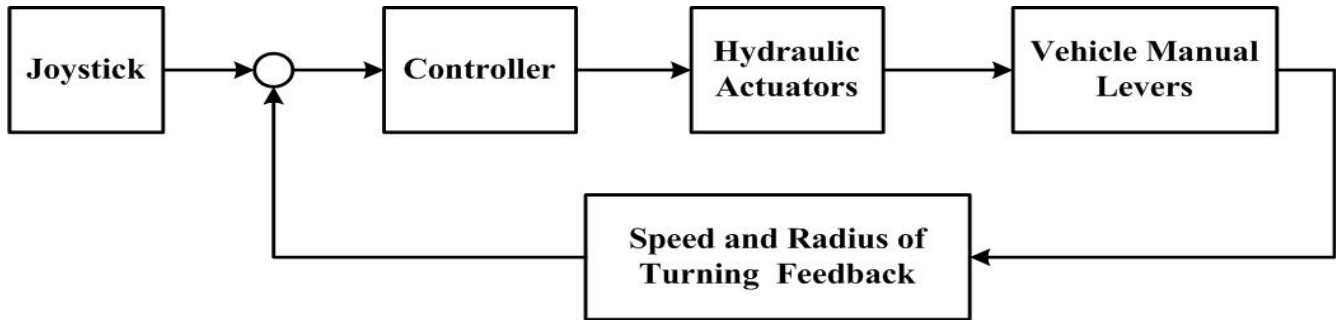 Joystick
Controller
Hydraulic
Actuators
Vehicle Manual
Levers
Speed and Radius of
Turning Feedback